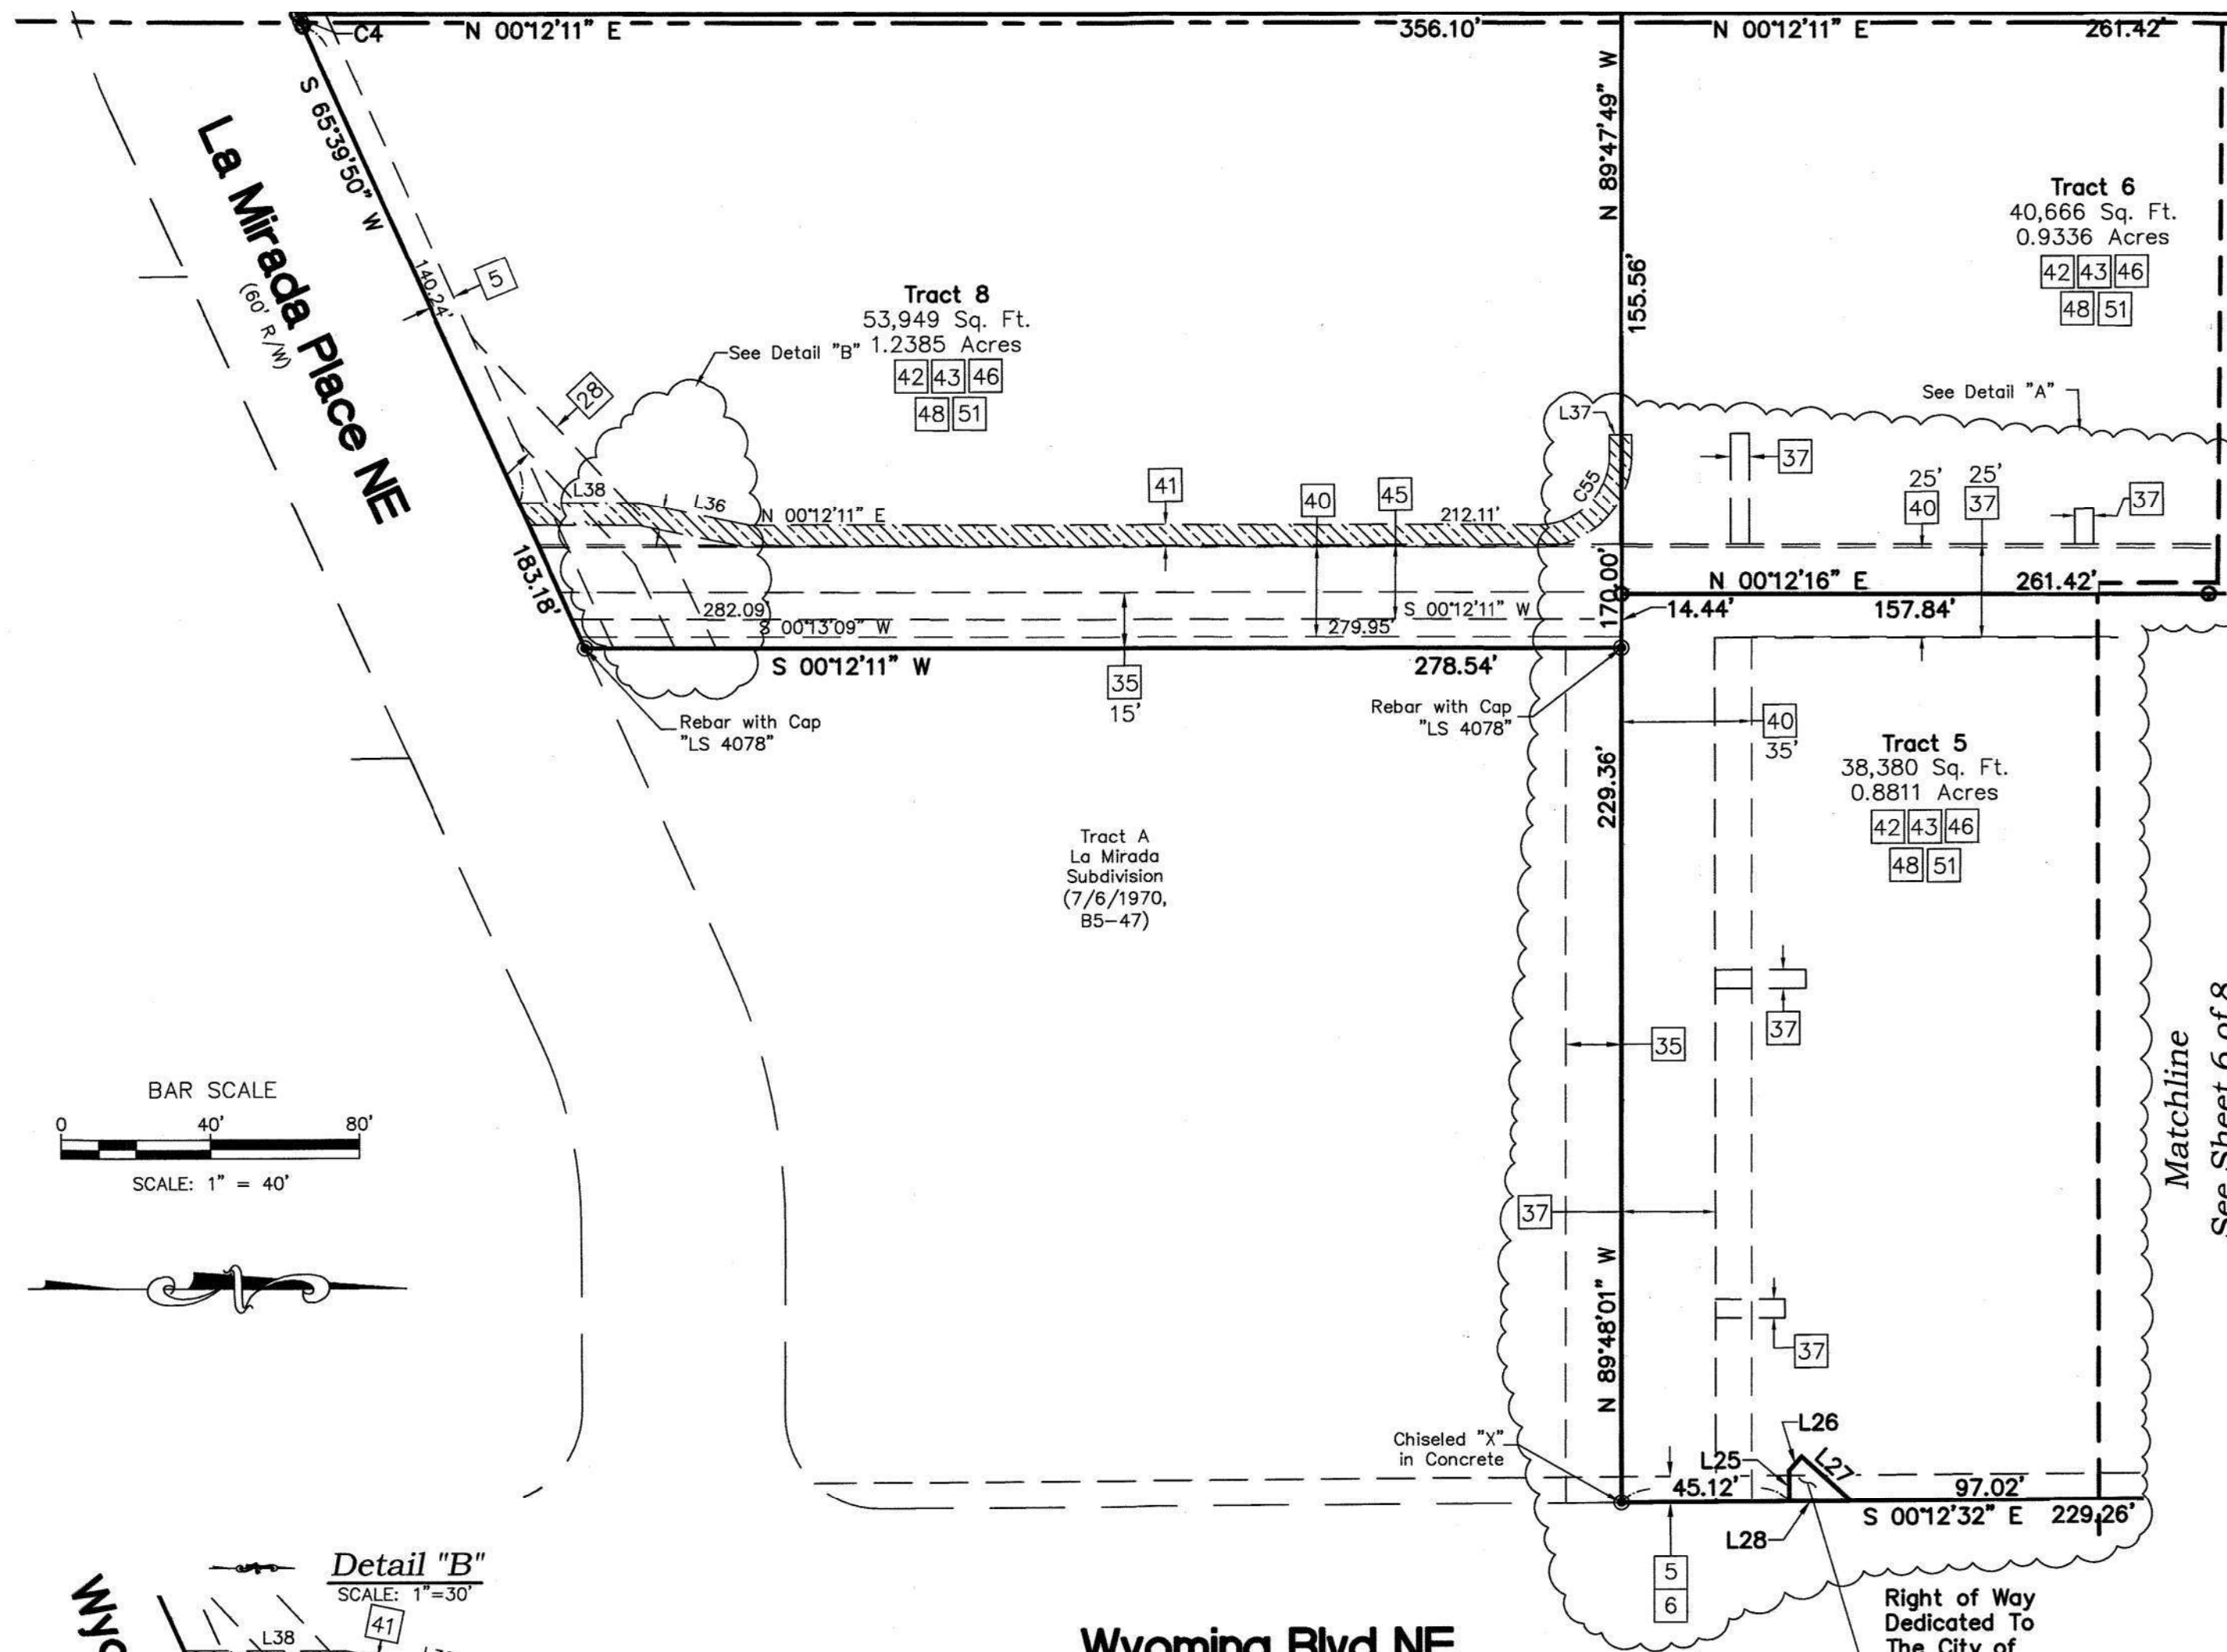 C4
N 00°12'11" E
356.10'
N 00°12'11" E
261.42'
S 65°39'50" W
La Mirada Place NE
(60' R/W)
140.24'
5
183.18'
28
See Detail "B"
Tract 8
53,949 Sq. Ft.
1.2385 Acres
42 43 46
48 51
N 89°47'49" W
155.56'
170.00'
Tract 6
40,666 Sq. Ft.
0.9336 Acres
42 43 46
48 51
See Detail "A"
L37
C55
37
25'
40
25'
37
37
L38
L36
N 00°12'11" E
41
40
45
212.11'
N 00°12'16" E
261.42'
14.44'
157.84'
282.09'
S 00°12'11" W
S 00°13'09" W
279.95'
S 00°12'11" W
278.54'
35
15'
Rebar with Cap
"LS 4078"
Rebar with Cap
"LS 4078"
40
35'
229.36'
Tract 5
38,380 Sq. Ft.
0.8811 Acres
42 43 46
48 51
Tract A
La Mirada
Subdivision
(7/6/1970,
B5-47)
37
35
37
37
N 89°48'01" W
Matchline
See Sheet 6 of 8
BAR SCALE
0 40' 80'
SCALE: 1" = 40'
Chiseled "X"
in Concrete
L26
L25
L27
45.12'
97.02'
S 00°12'32" E 229.26'
L28
5
6
Right of Way
Dedicated To
The City of
Detail "B"
SCALE: 1"=30'
41
L38
Wyoming Blvd NE